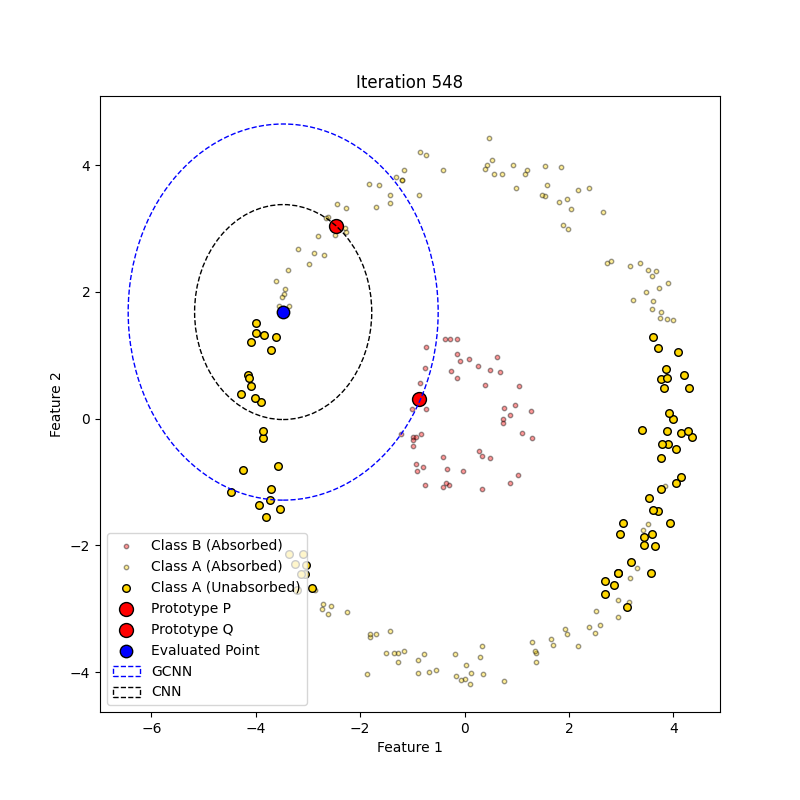 Iteration 548
Feature 2
4
2
0
−2
−4
Class B (Absorbed)
Class A (Absorbed)
Class A (Unabsorbed)
Prototype P
Prototype Q
Evaluated Point
GCNN
CNN
−6 −4 −2 0 2 4
Feature 1